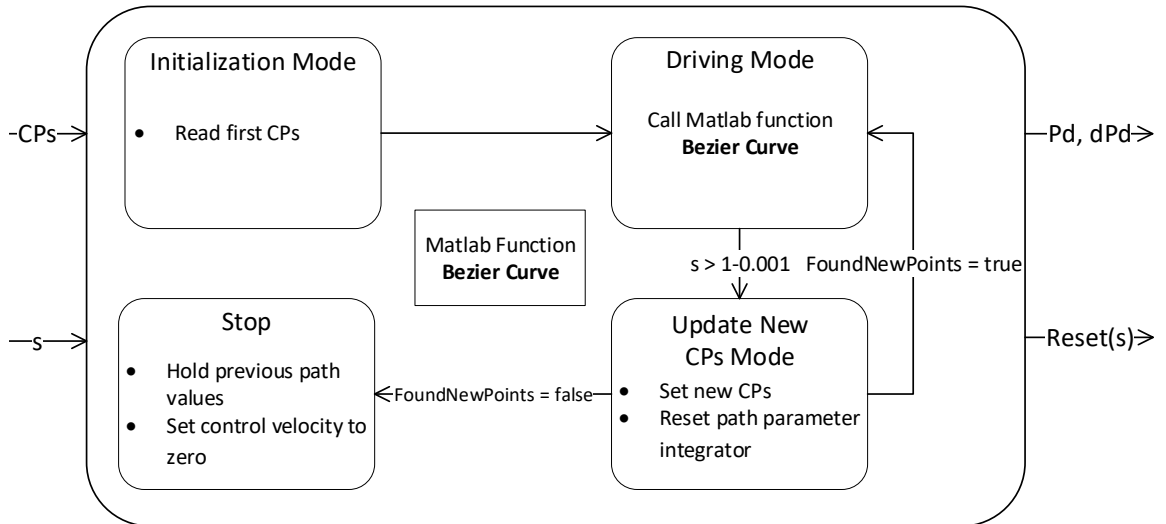 Initialization Mode
• Read first CPs
Driving Mode
Call Matlab function
Bezier Curve
CPs
Pd, dPd
Matlab Function
Bezier Curve
s > 1-0.001
FoundNewPoints = true
Stop
• Hold previous path
values
• Set control velocity to
zero
FoundNewPoints = false
Update New
CPs Mode
• Set new CPs
• Reset path parameter
integrator
s
Reset(s)